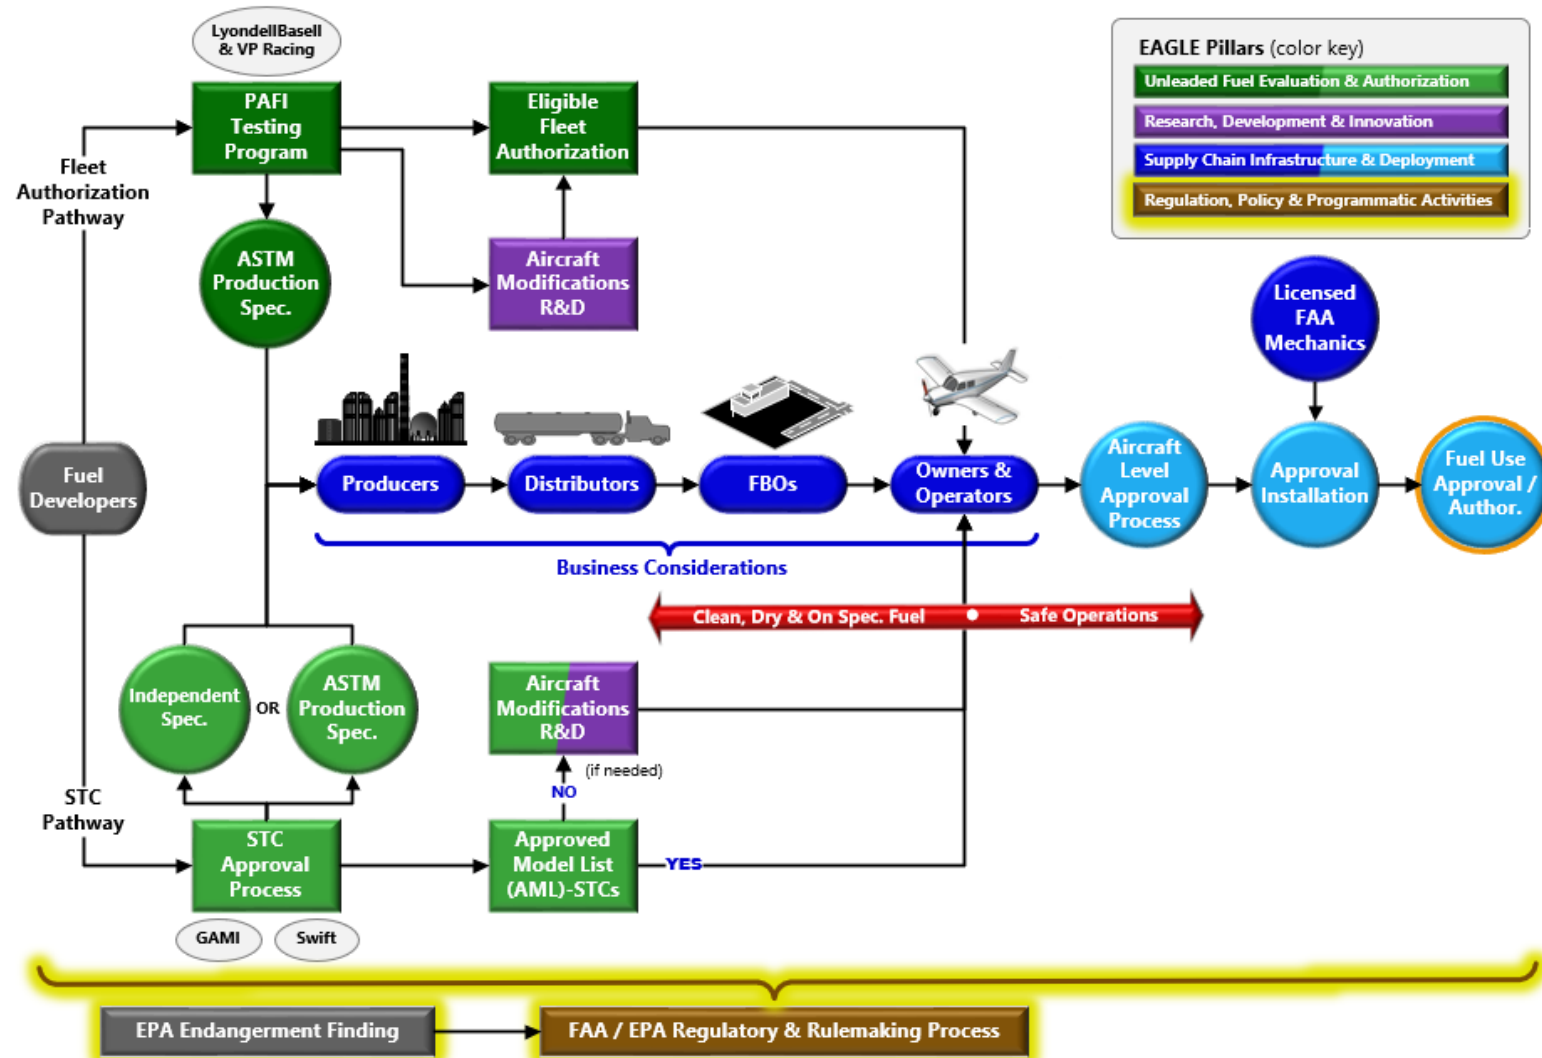 LyondellBasell
& VP Racing
PAFI
Testing
Program
Eligible
Fleet
Authorization
EAGLE Pillars (color key)
Unleaded Fuel Evaluation & Authorization
Research, Development & Innovation
Supply Chain Infrastructure & Deployment
Regulation, Policy & Programmatic Activities
Fleet
Authorization
Pathway
ASTM
Production
Spec.
Aircraft
Modifications
R&D
Licensed
FAA
Mechanics
Fuel
Developers
Producers
Distributors
FBOs
Owners &
Operators
Aircraft
Level
Approval
Process
Approval
Installation
Fuel Use
Approval /
Author.
Business Considerations
Clean, Dry & On Spec. Fuel
Safe Operations
Independent
Spec.
OR
ASTM
Production
Spec.
Aircraft
Modifications
R&D
(if needed)
NO
STC
Pathway
STC
Approval
Process
Approved
Model List
(AML)-STCs
YES
GAMI
Swift
EPA Endangerment Finding
FAA / EPA Regulatory & Rulemaking Process